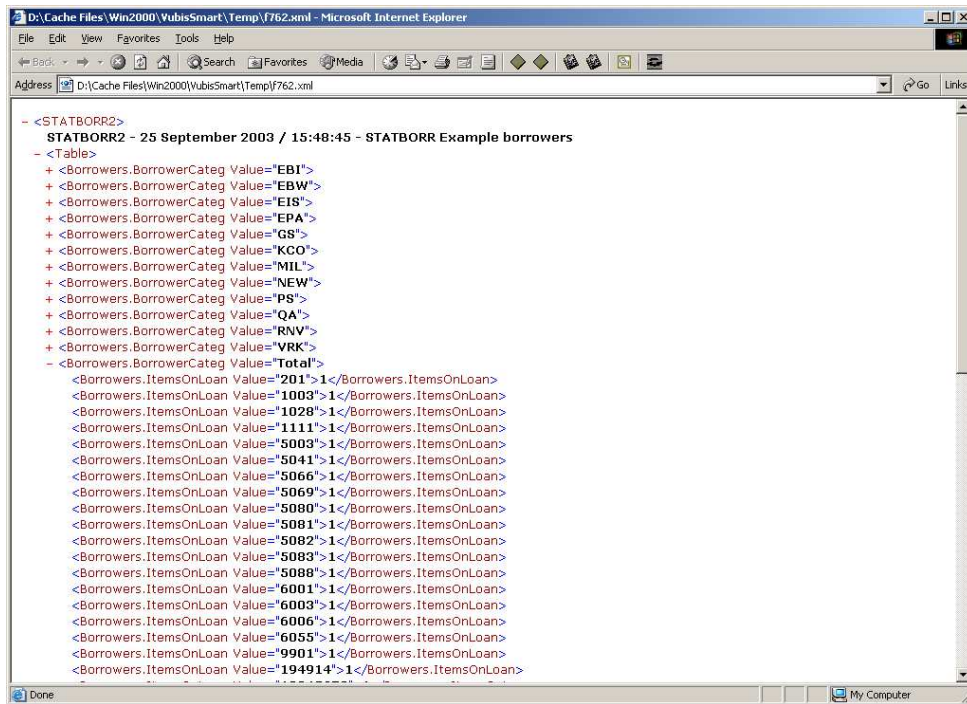 D:\Cache Files\Win2000\VubisSmart\Temp\f762.xml - Microsoft Internet Explorer
File Edit View Favorites Tools Help
Back Search Favorites Media
Address D:\Cache Files\Win2000\VubisSmart\Temp\f762.xml Go Links
- <STATBORR2>
STATBORR2 - 25 September 2003 / 15:48:45 - STATBORR Example borrowers
- <Table>
+ <Borrowers.BorrowerCateg Value="EBI">
+ <Borrowers.BorrowerCateg Value="EBW">
+ <Borrowers.BorrowerCateg Value="EIS">
+ <Borrowers.BorrowerCateg Value="EPA">
+ <Borrowers.BorrowerCateg Value="GS">
+ <Borrowers.BorrowerCateg Value="KCO">
+ <Borrowers.BorrowerCateg Value="MIL">
+ <Borrowers.BorrowerCateg Value="NEW">
+ <Borrowers.BorrowerCateg Value="PS">
+ <Borrowers.BorrowerCateg Value="QA">
+ <Borrowers.BorrowerCateg Value="RNV">
+ <Borrowers.BorrowerCateg Value="VRK">
- <Borrowers.BorrowerCateg Value="Total">
<Borrowers.ItemsOnLoan Value="201">1</Borrowers.ItemsOnLoan>
<Borrowers.ItemsOnLoan Value="1003">1</Borrowers.ItemsOnLoan>
<Borrowers.ItemsOnLoan Value="1028">1</Borrowers.ItemsOnLoan>
<Borrowers.ItemsOnLoan Value="1111">1</Borrowers.ItemsOnLoan>
<Borrowers.ItemsOnLoan Value="5003">1</Borrowers.ItemsOnLoan>
<Borrowers.ItemsOnLoan Value="5041">1</Borrowers.ItemsOnLoan>
<Borrowers.ItemsOnLoan Value="5066">1</Borrowers.ItemsOnLoan>
<Borrowers.ItemsOnLoan Value="5069">1</Borrowers.ItemsOnLoan>
<Borrowers.ItemsOnLoan Value="5080">1</Borrowers.ItemsOnLoan>
<Borrowers.ItemsOnLoan Value="5081">1</Borrowers.ItemsOnLoan>
<Borrowers.ItemsOnLoan Value="5082">1</Borrowers.ItemsOnLoan>
<Borrowers.ItemsOnLoan Value="5083">1</Borrowers.ItemsOnLoan>
<Borrowers.ItemsOnLoan Value="5088">1</Borrowers.ItemsOnLoan>
<Borrowers.ItemsOnLoan Value="6001">1</Borrowers.ItemsOnLoan>
<Borrowers.ItemsOnLoan Value="6003">1</Borrowers.ItemsOnLoan>
<Borrowers.ItemsOnLoan Value="6006">1</Borrowers.ItemsOnLoan>
<Borrowers.ItemsOnLoan Value="6055">1</Borrowers.ItemsOnLoan>
<Borrowers.ItemsOnLoan Value="9901">1</Borrowers.ItemsOnLoan>
<Borrowers.ItemsOnLoan Value="194914">1</Borrowers.ItemsOnLoan>
Done My Computer